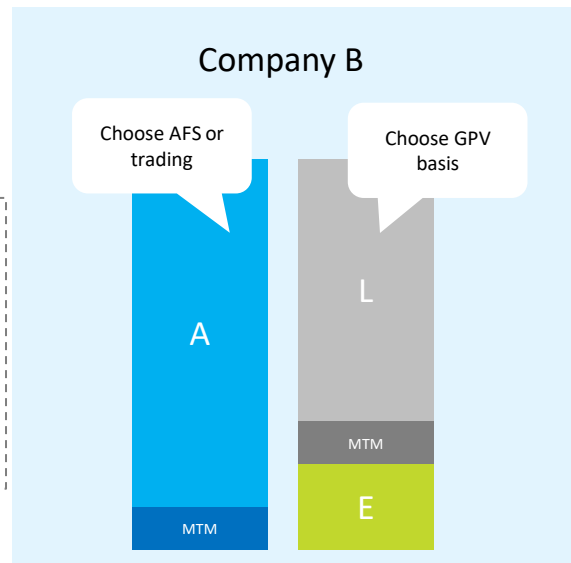 Company B
Choose AFS or
trading
Choose GPV
basis
A
L
MTM
E
MTM